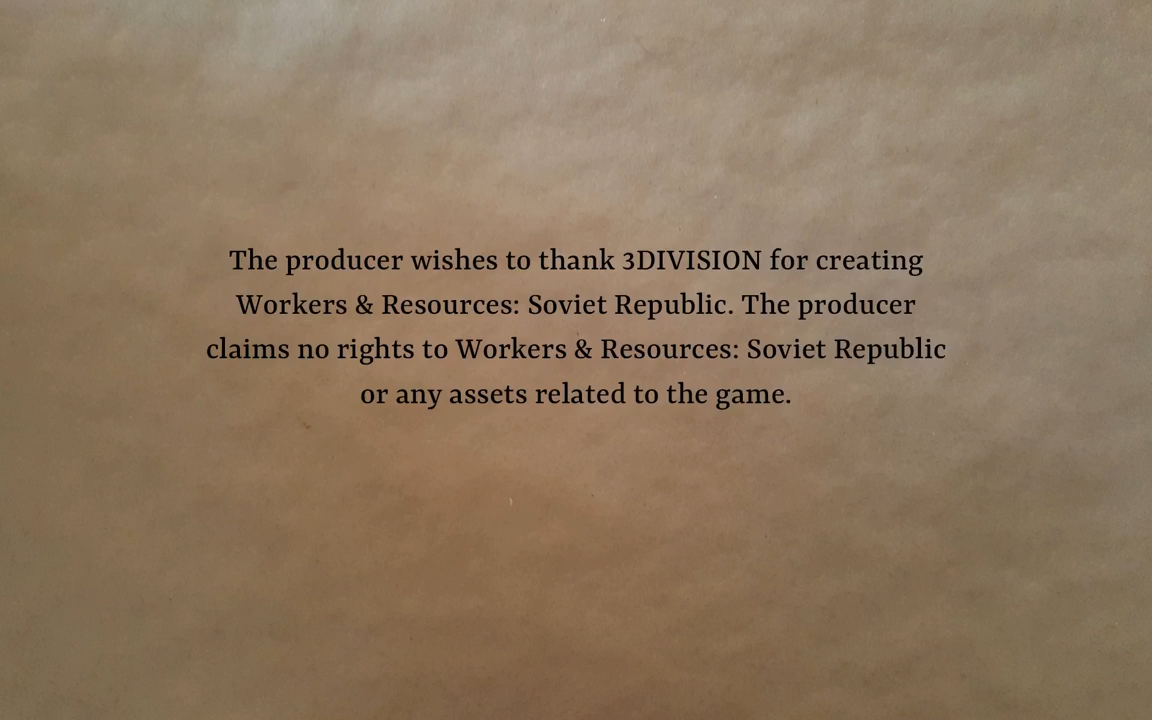 The producer wishes to thank 3DIVISION for creating
Workers & Resources: Soviet Republic. The producer
claims no rights to Workers & Resources: Soviet Republic
or any assets related to the game.